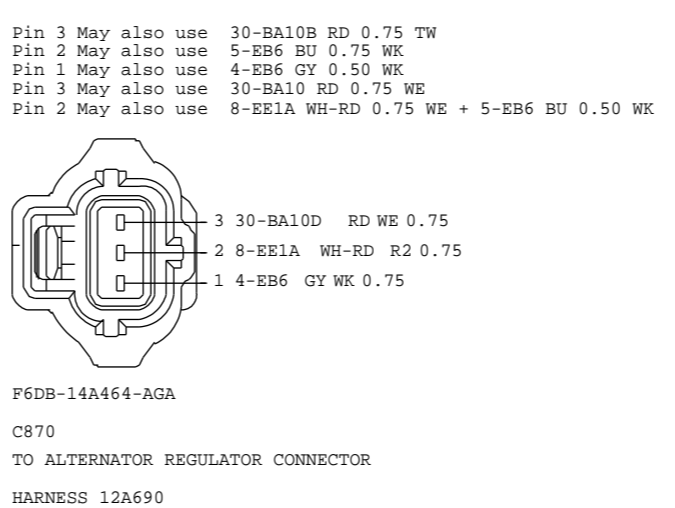 Pin 3 May also use 30-BA10B RD 0.75 TW
Pin 2 May also use 5-EB6 BU 0.75 WK
Pin 1 May also use 4-EB6 GY 0.50 WK
Pin 3 May also use 30-BA10 RD 0.75 WE
Pin 2 May also use 8-EE1A WH-RD 0.75 WE + 5-EB6 BU 0.50 WK
3 30-BA10D RD WE 0.75
2 8-EE1A WH-RD R2 0.75
1 4-EB6 GY WK 0.75
F6DB-14A464-AGA
C870
TO ALTERNATOR REGULATOR CONNECTOR
HARNESS 12A690